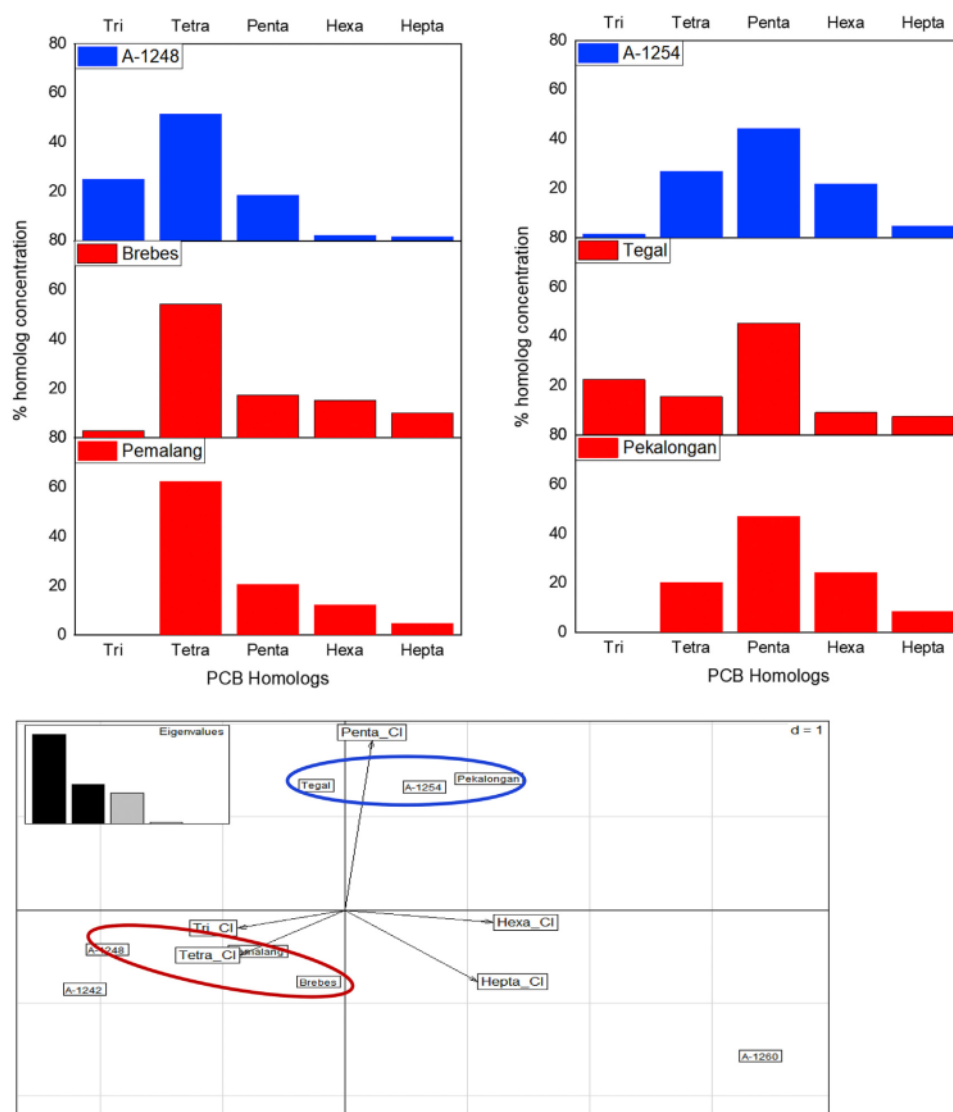 Tri Tetra Penta Hexa Hepta
80
A-1248
60
40
20
80
Brebes
60
40
20
80
Pemalang
60
40
20
0
Tri Tetra Penta Hexa Hepta
PCB Homologs
% homolog concentration
Tri Tetra Penta Hexa Hepta
80
A-1254
60
40
20
80
Tegal
60
40
20
80
Pekalongan
60
40
20
0
Tri Tetra Penta Hexa Hepta
PCB Homologs
% homolog concentration
Eigenvalues
d = 1
Penta_Cl
Tegal
A-1254
Pekalongan
Tri_Cl
Hexa_Cl
A-1248
Tetra_Cl
malang
Brebes
Hepta_Cl
A-1242
A-1260